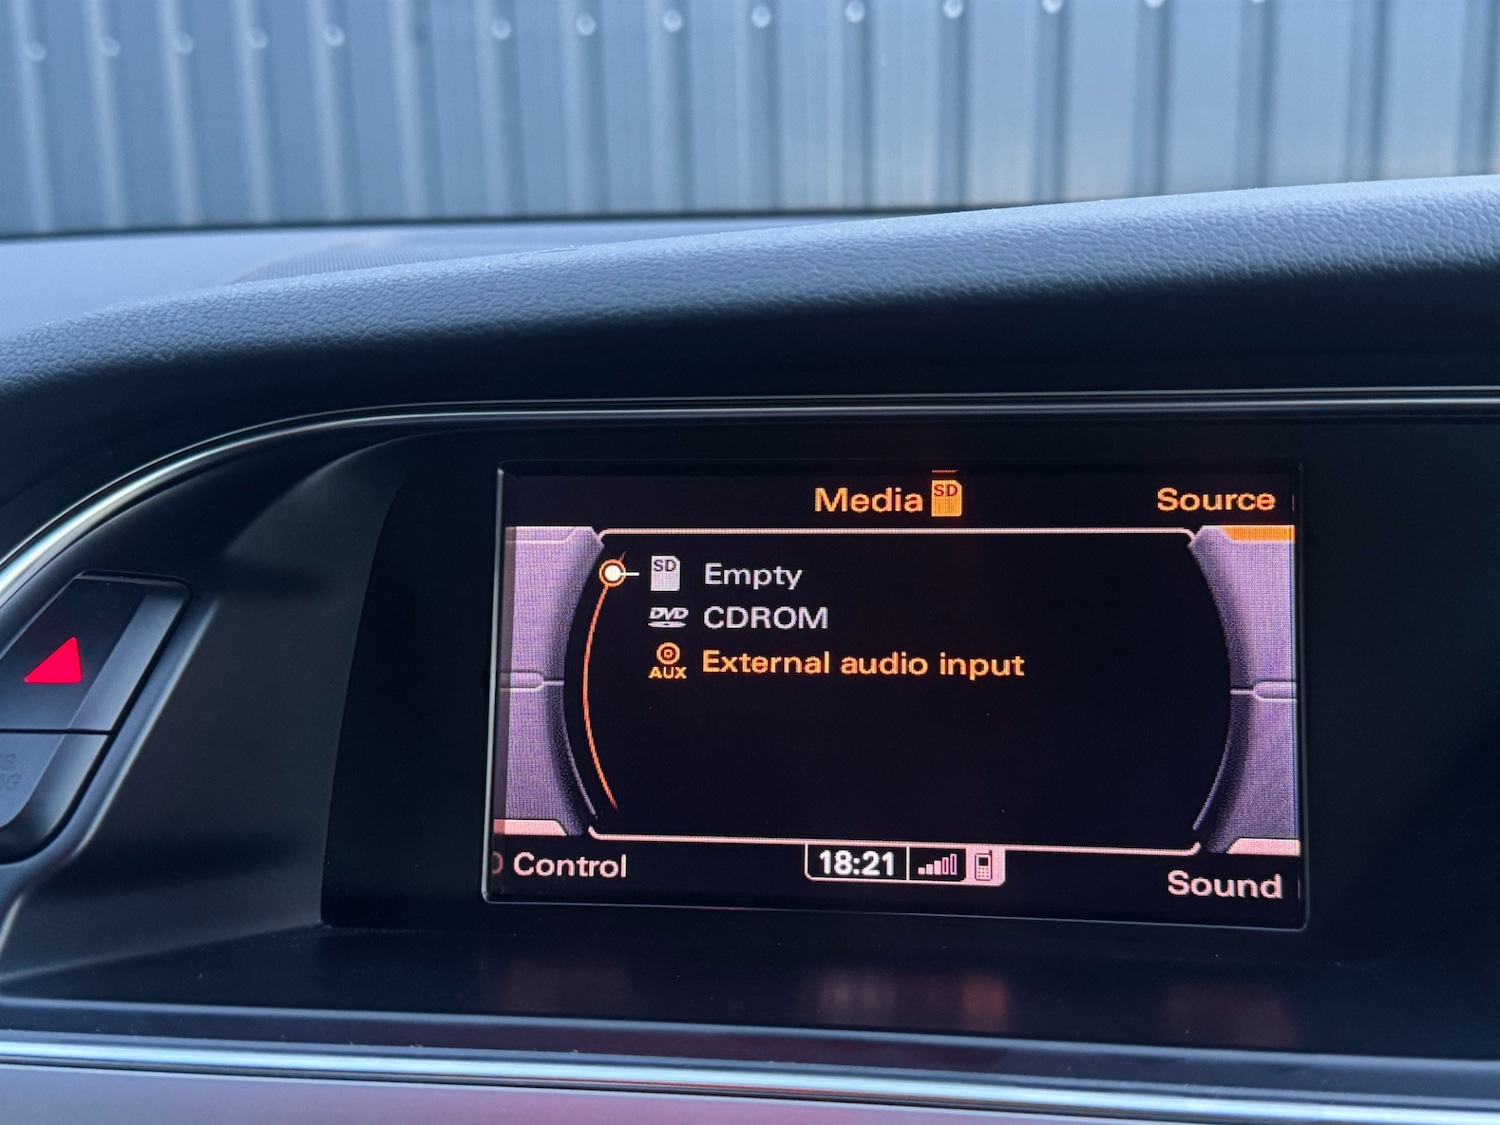 Media SD
Source
SD Empty
DVD CDROM
AUX External audio input
Control
18:21
Sound